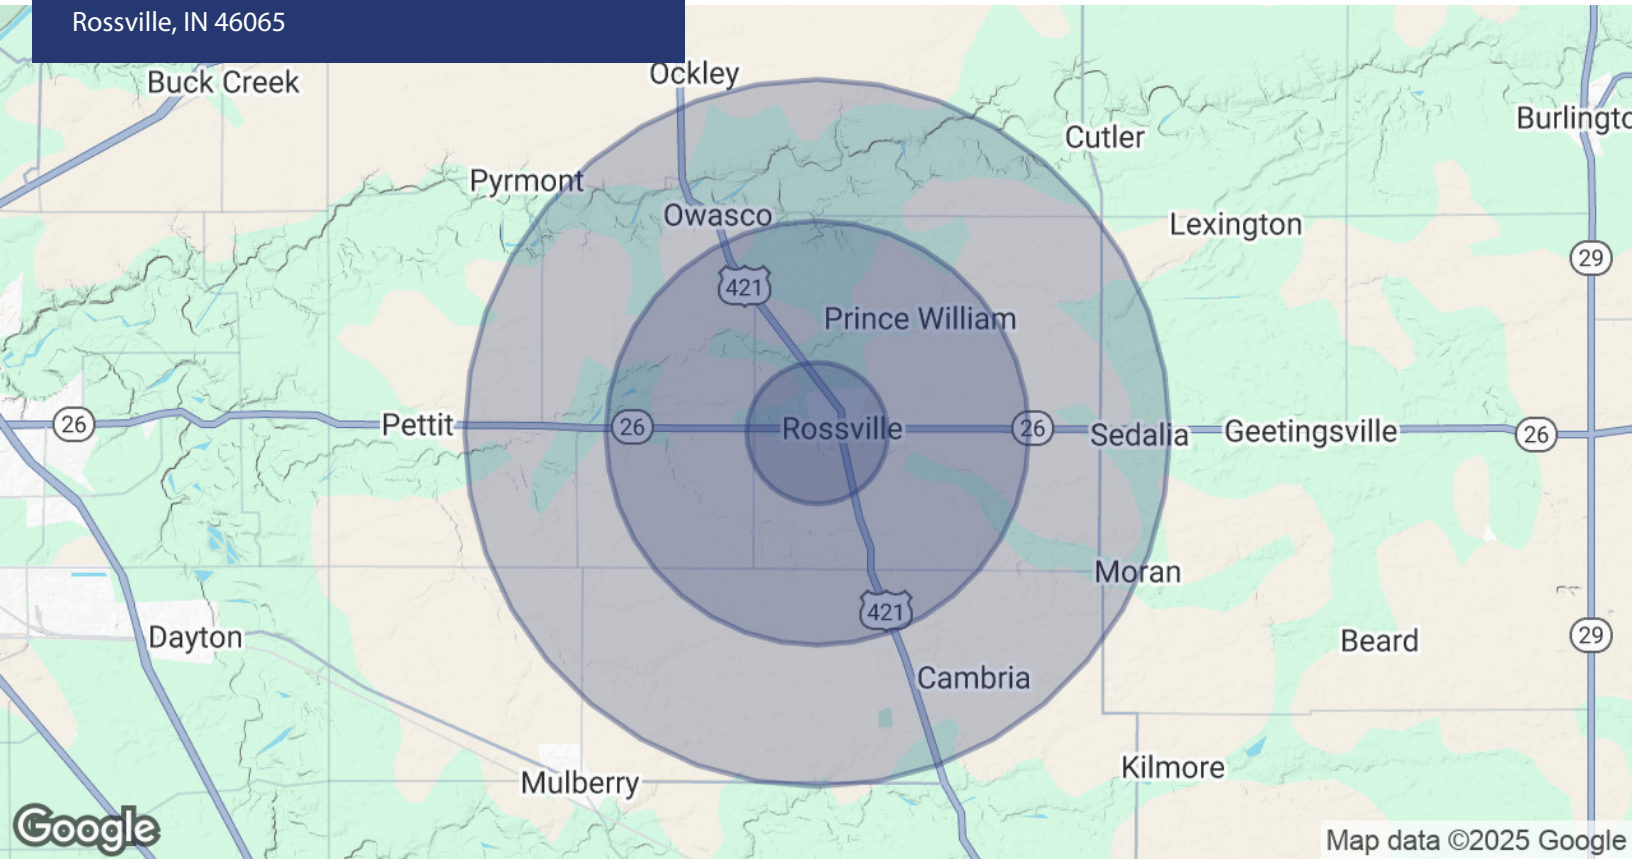 Rossville, IN 46065
Ockley
Buck Creek
Burlingto
Cutler
Pyrmont
Owasco
Lexington
29
421
Prince William
26
Pettit
26
Rossville
26
Sedalia
Geetingsville
26
Moran
421
Dayton
Beard
29
Cambria
Kilmore
Mulberry
Google
Map data ©2025 Google